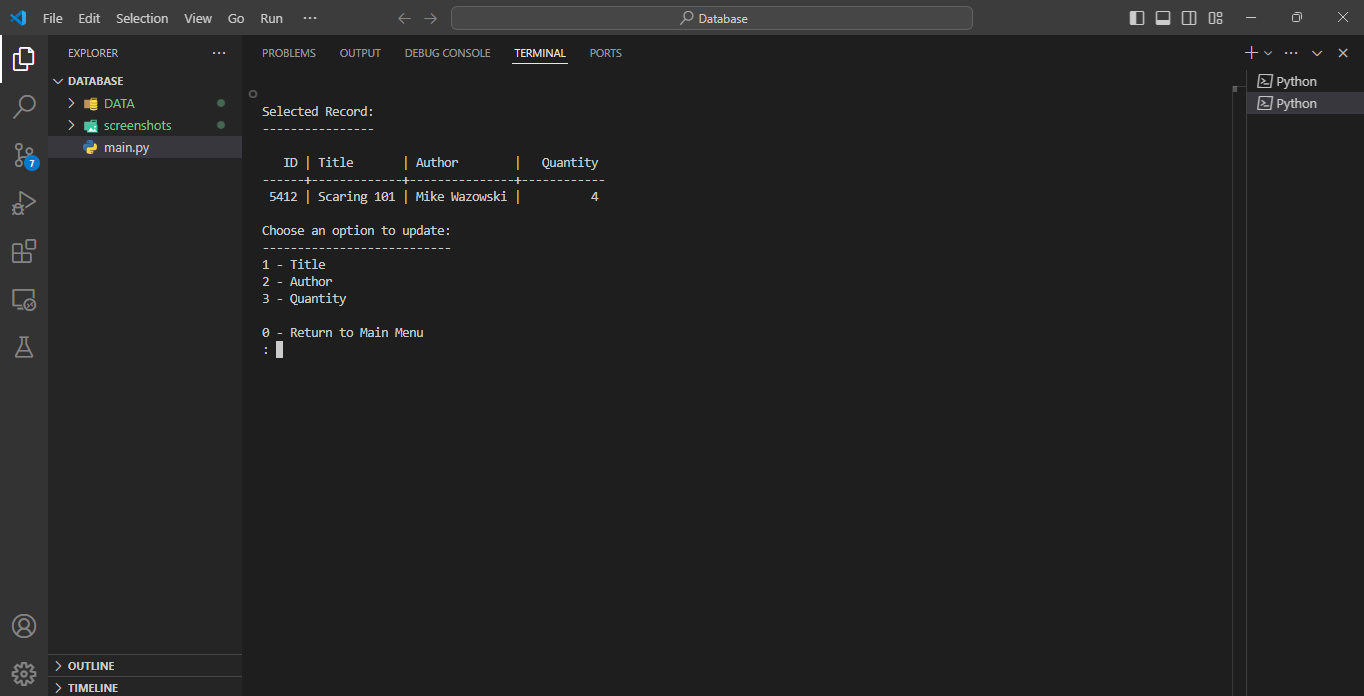 File Edit Selection View Go Run ··· Database
EXPLORER ···
DATABASE
DATA
screenshots
main.py
7
OUTLINE
TIMELINE
PROBLEMS OUTPUT DEBUG CONSOLE TERMINAL PORTS
Selected Record:
----------------
ID | Title | Author | Quantity
------+-------------+---------------+------------
5412 | Scaring 101 | Mike Wazowski | 4
Choose an option to update:
---------------------------
1 - Title
2 - Author
3 - Quantity
0 - Return to Main Menu
:
Python
Python